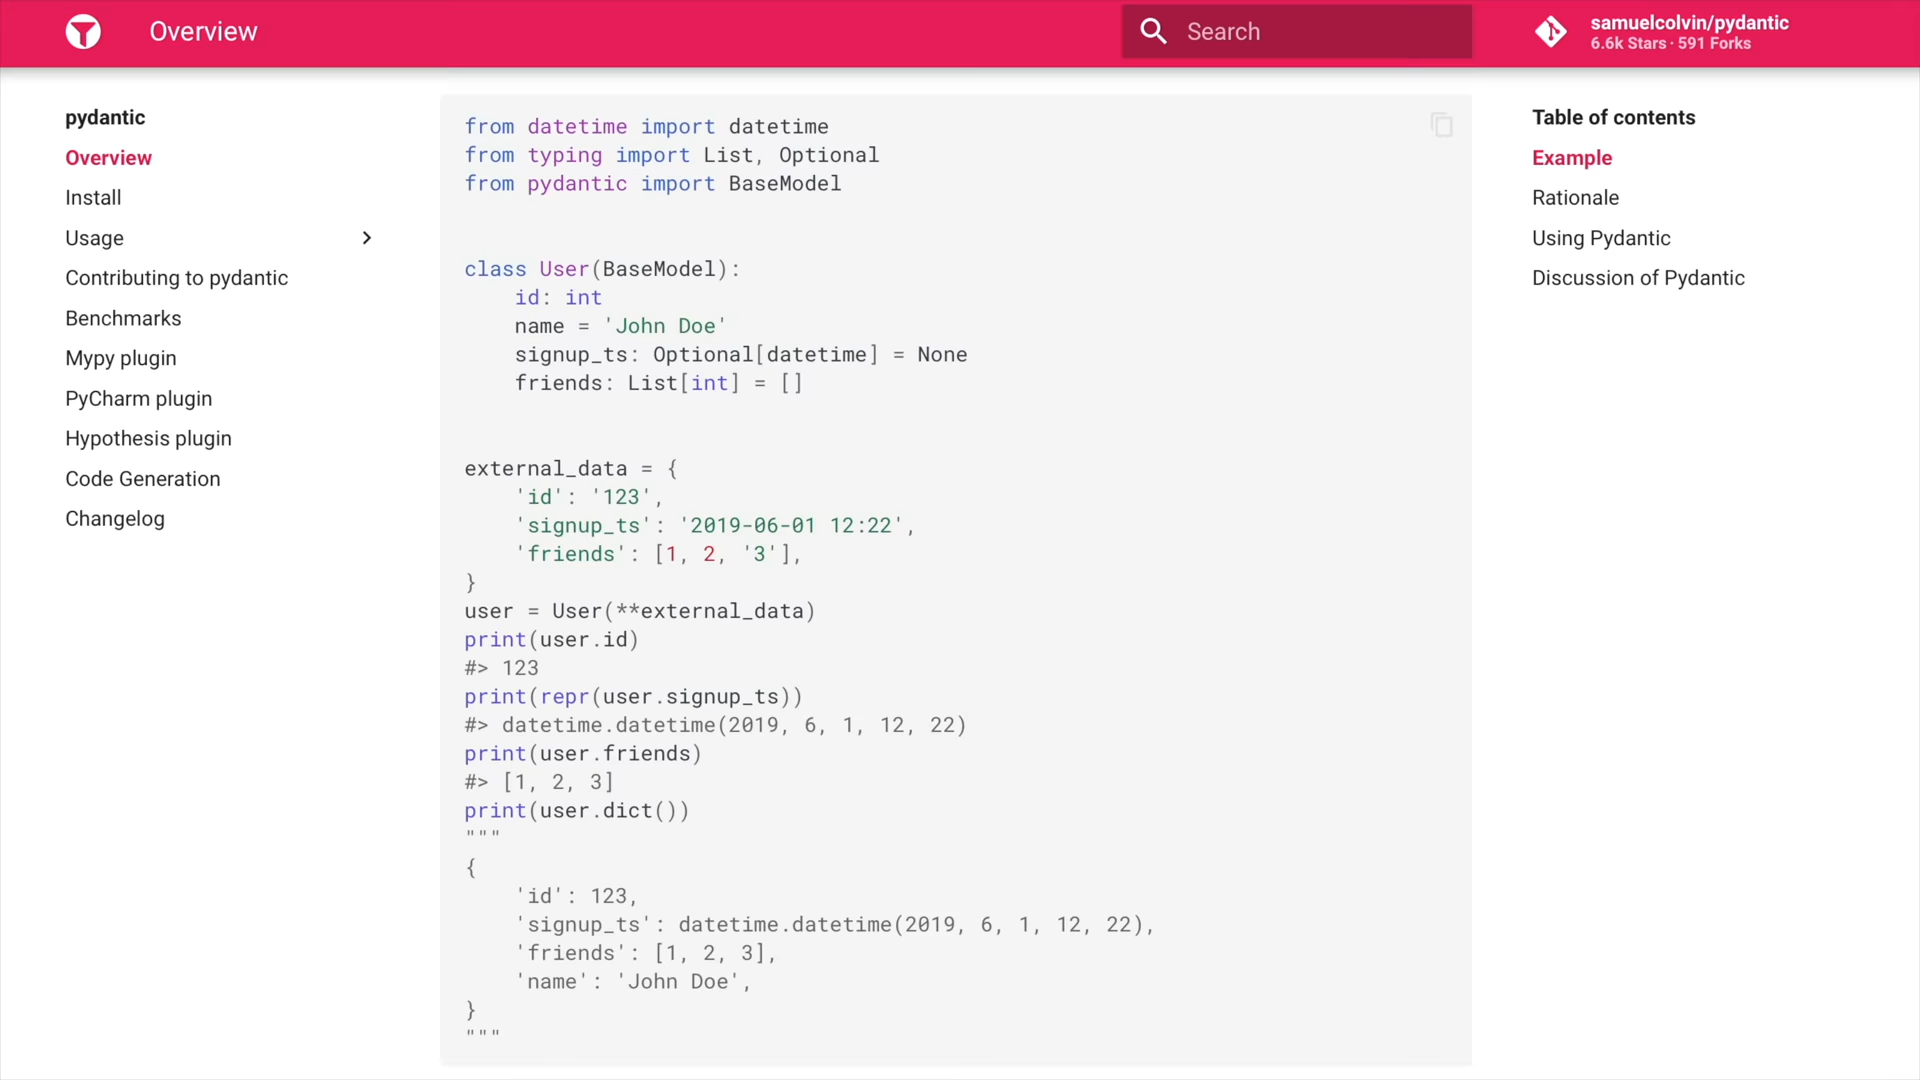 Overview
Search
samuelcolvin/pydantic
6.6k Stars · 591 Forks
pydantic
Overview
Install
Usage
Contributing to pydantic
Benchmarks
Mypy plugin
PyCharm plugin
Hypothesis plugin
Code Generation
Changelog
from datetime import datetime
from typing import List, Optional
from pydantic import BaseModel
class User(BaseModel):
    id: int
    name = 'John Doe'
    signup_ts: Optional[datetime] = None
    friends: List[int] = []
external_data = {
    'id': '123',
    'signup_ts': '2019-06-01 12:22',
    'friends': [1, 2, '3'],
}
user = User(**external_data)
print(user.id)
#> 123
print(repr(user.signup_ts))
#> datetime.datetime(2019, 6, 1, 12, 22)
print(user.friends)
#> [1, 2, 3]
print(user.dict())
"""
{
    'id': 123,
    'signup_ts': datetime.datetime(2019, 6, 1, 12, 22),
    'friends': [1, 2, 3],
    'name': 'John Doe',
}
"""
Table of contents
Example
Rationale
Using Pydantic
Discussion of Pydantic